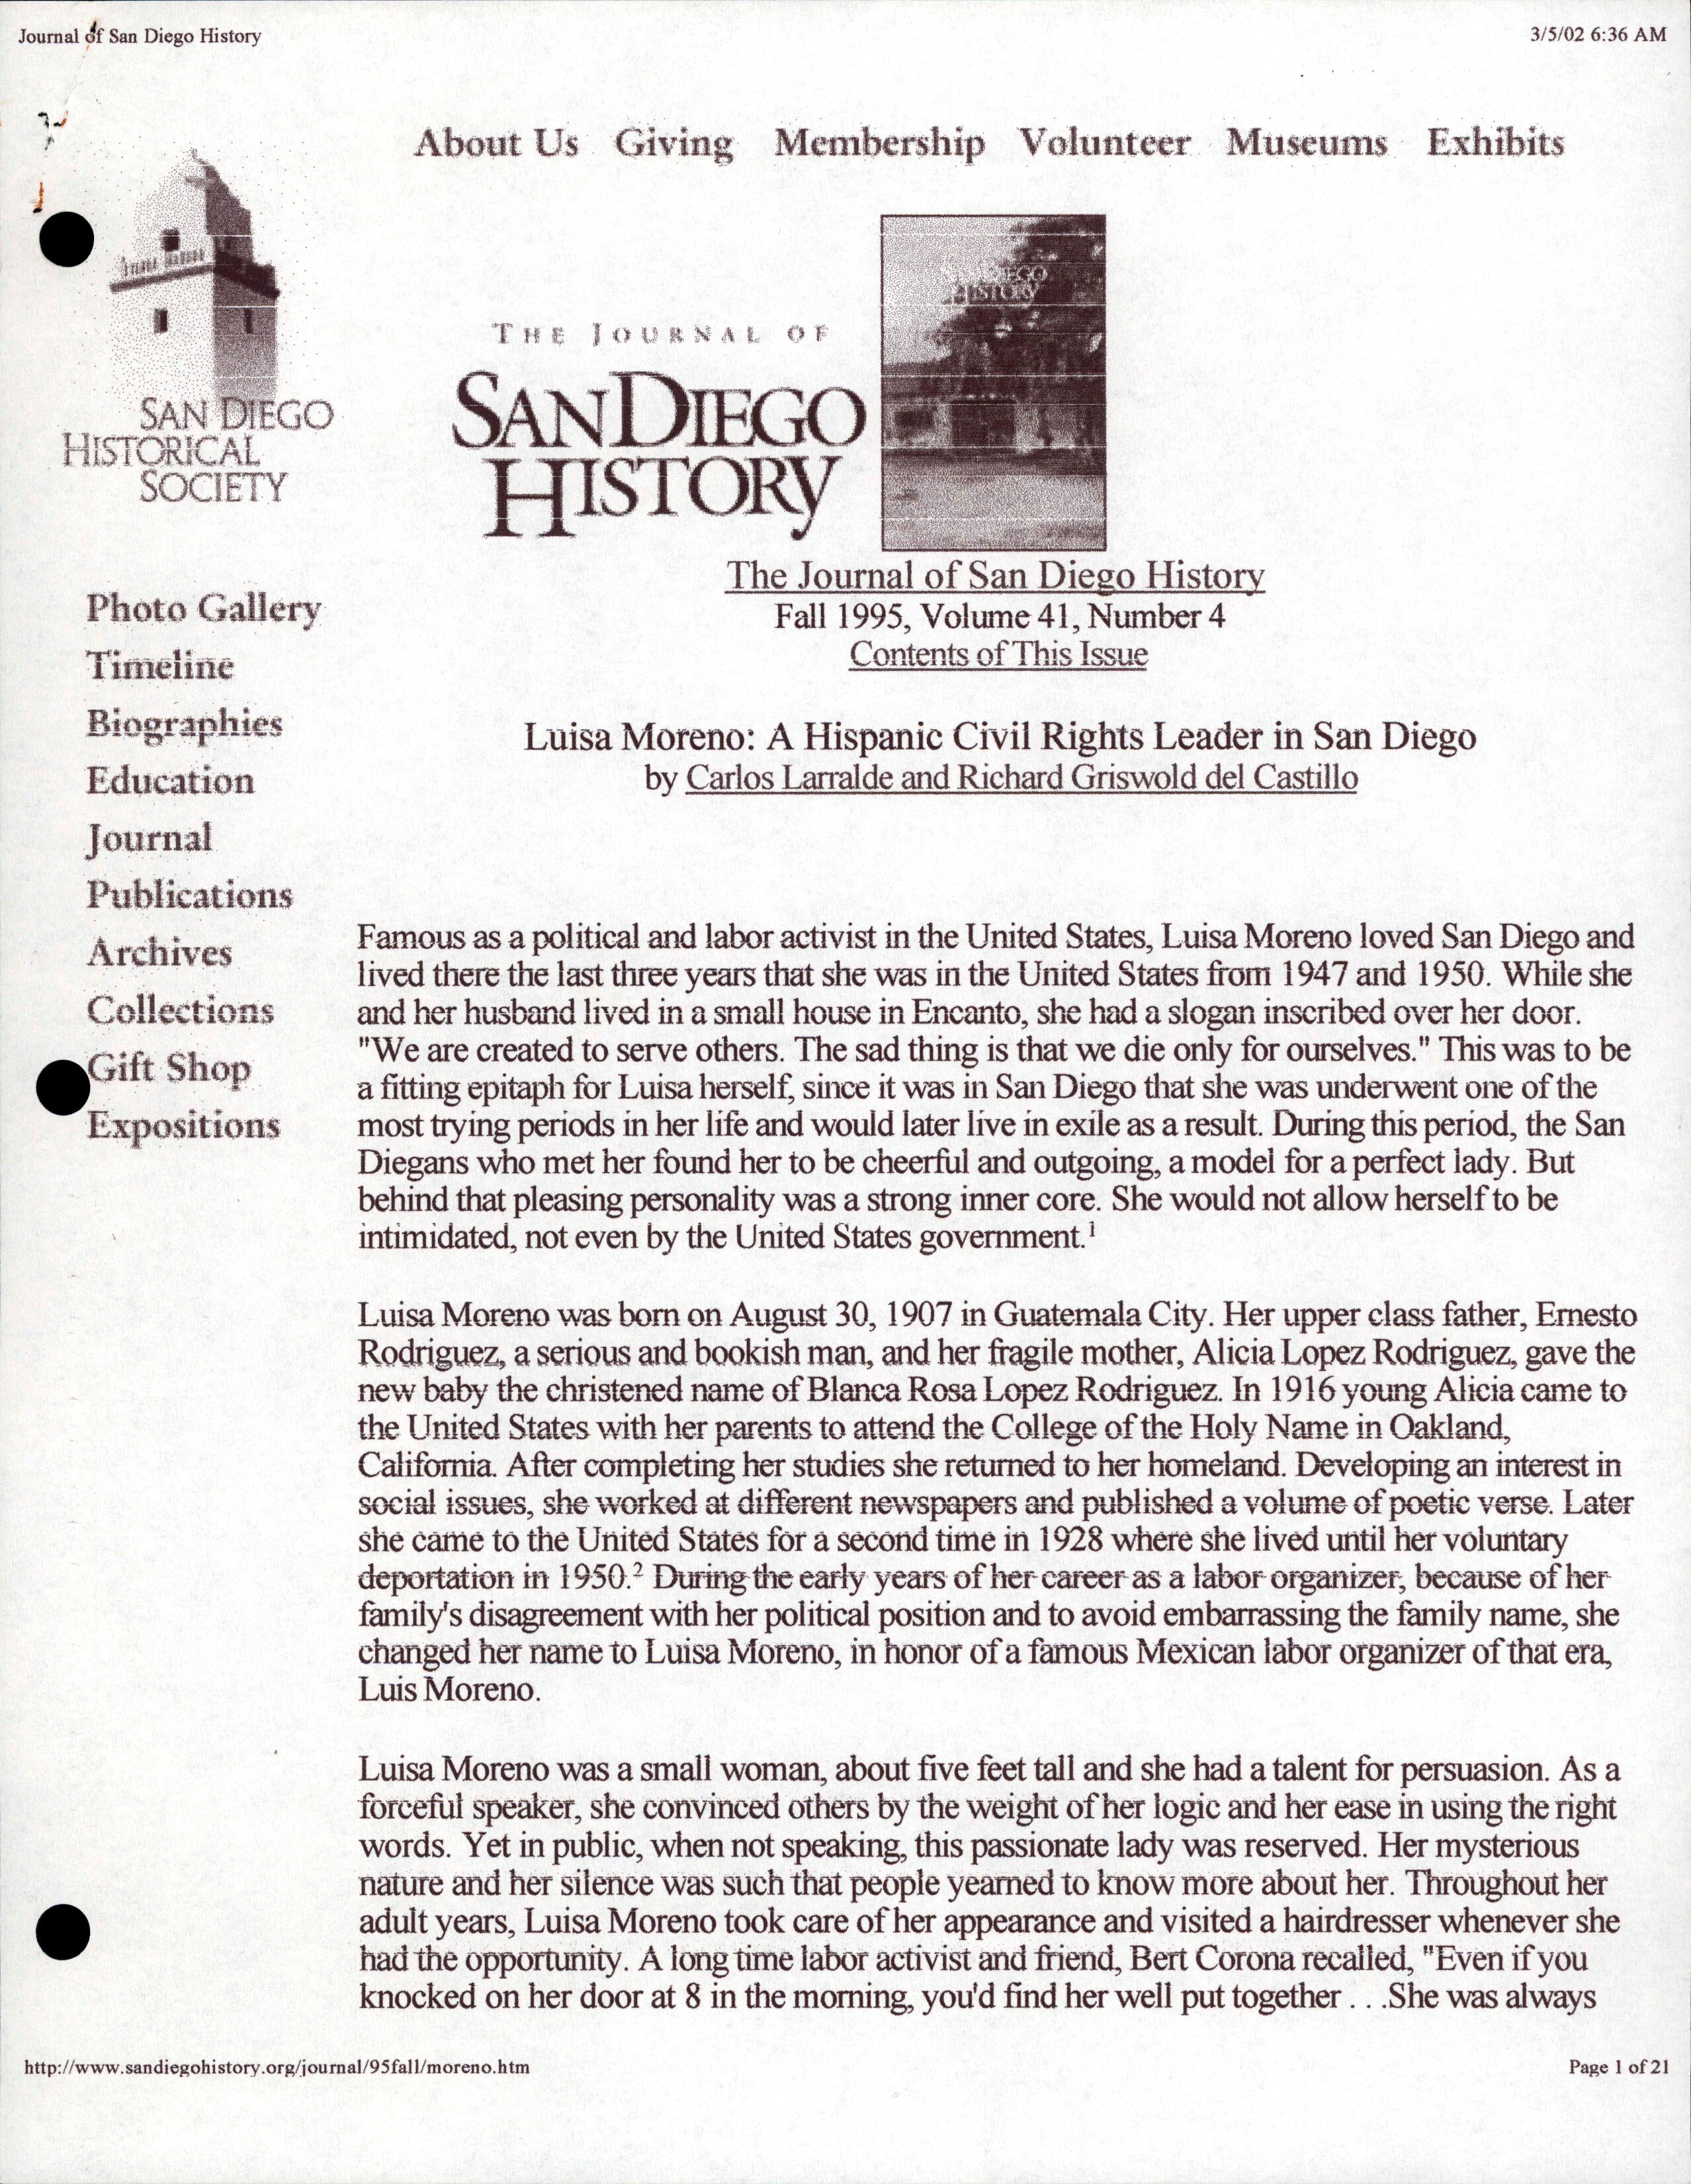 Journal of San Diego History
3/5/02 6:36 AM
About Us Giving Membership Volunteer Museums Exhibits
SAN DIEGO
HISTORICAL
SOCIETY
SAN DIEGO
HISTORY
THE JOURNAL OF
SAN DIEGO
HISTORY
The Journal of San Diego History
Fall 1995, Volume 41, Number 4
Contents of This Issue
Photo Gallery
Timeline
Biographies
Education
Journal
Publications
Archives
Collections
Gift Shop
Expositions
Luisa Moreno: A Hispanic Civil Rights Leader in San Diego
by Carlos Larralde and Richard Griswold del Castillo
Famous as a political and labor activist in the United States, Luisa Moreno loved San Diego and
lived there the last three years that she was in the United States from 1947 and 1950. While she
and her husband lived in a small house in Encanto, she had a slogan inscribed over her door.
"We are created to serve others. The sad thing is that we die only for ourselves." This was to be
a fitting epitaph for Luisa herself, since it was in San Diego that she was underwent one of the
most trying periods in her life and would later live in exile as a result. During this period, the San
Diegans who met her found her to be cheerful and outgoing, a model for a perfect lady. But
behind that pleasing personality was a strong inner core. She would not allow herself to be
intimidated, not even by the United States government.1
Luisa Moreno was born on August 30, 1907 in Guatemala City. Her upper class father, Ernesto
Rodriguez, a serious and bookish man, and her fragile mother, Alicia Lopez Rodriguez, gave the
new baby the christened name of Blanca Rosa Lopez Rodriguez. In 1916 young Alicia came to
the United States with her parents to attend the College of the Holy Name in Oakland,
California. After completing her studies she returned to her homeland. Developing an interest in
social issues, she worked at different newspapers and published a volume of poetic verse. Later
she came to the United States for a second time in 1928 where she lived until her voluntary
deportation in 1950.2 During the early years of her career as a labor organizer, because of her
family's disagreement with her political position and to avoid embarrassing the family name, she
changed her name to Luisa Moreno, in honor of a famous Mexican labor organizer of that era,
Luis Moreno.
Luisa Moreno was a small woman, about five feet tall and she had a talent for persuasion. As a
forceful speaker, she convinced others by the weight of her logic and her ease in using the right
words. Yet in public, when not speaking, this passionate lady was reserved. Her mysterious
nature and her silence was such that people yearned to know more about her. Throughout her
adult years, Luisa Moreno took care of her appearance and visited a hairdresser whenever she
had the opportunity. A long time labor activist and friend, Bert Corona recalled, "Even if you
knocked on her door at 8 in the morning, you'd find her well put together . . .She was always
http://www.sandiegohistory.org/journal/95fall/moreno.htm
Page 1 of 21